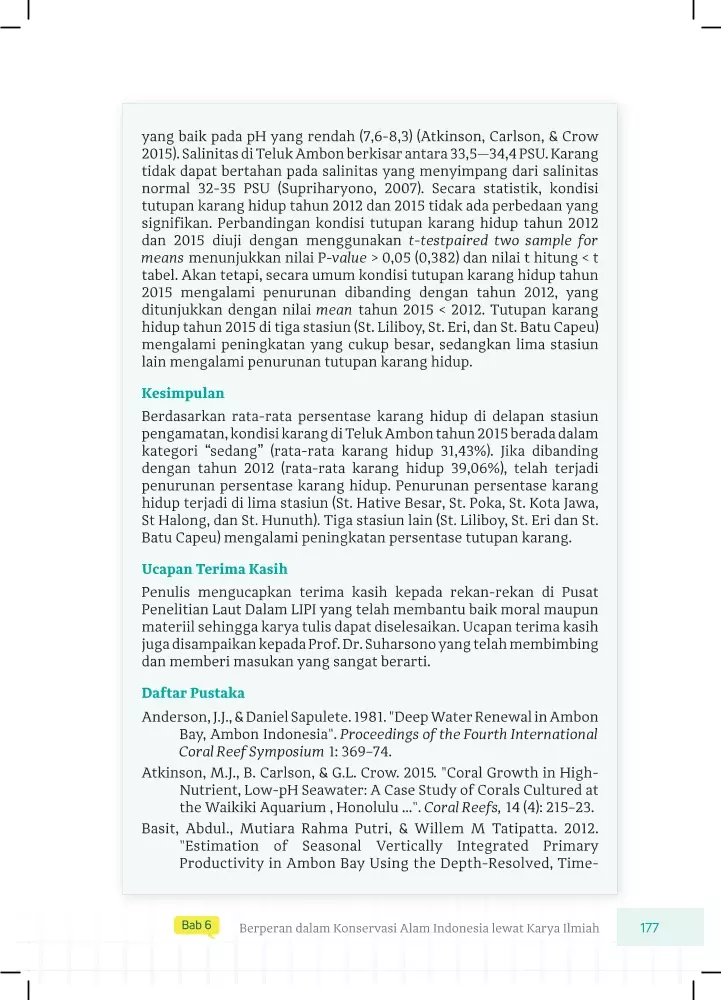 yang baik pada pH yang rendah (7,6-8,3) (Atkinson, Carlson, & Crow
2015). Salinitas di Teluk Ambon berkisar antara 33,5—34,4 PSU. Karang
tidak dapat bertahan pada salinitas yang menyimpang dari salinitas
normal 32-35 PSU (Supriharyono, 2007). Secara statistik, kondisi
tutupan karang hidup tahun 2012 dan 2015 tidak ada perbedaan yang
signifikan. Perbandingan kondisi tutupan karang hidup tahun 2012
dan 2015 diuji dengan menggunakan t-testpaired two sample for
means menunjukkan nilai P-value > 0,05 (0,382) dan nilai t hitung < t
tabel. Akan tetapi, secara umum kondisi tutupan karang hidup tahun
2015 mengalami penurunan dibanding dengan tahun 2012, yang
ditunjukkan dengan nilai mean tahun 2015 < 2012. Tutupan karang
hidup tahun 2015 di tiga stasiun (St. Liliboy, St. Eri, dan St. Batu Capeu)
mengalami peningkatan yang cukup besar, sedangkan lima stasiun
lain mengalami penurunan tutupan karang hidup.
Kesimpulan
Berdasarkan rata-rata persentase karang hidup di delapan stasiun
pengamatan, kondisi karang di Teluk Ambon tahun 2015 berada dalam
kategori “sedang” (rata-rata karang hidup 31,43%). Jika dibanding
dengan tahun 2012 (rata-rata karang hidup 39,06%), telah terjadi
penurunan persentase karang hidup. Penurunan persentase karang
hidup terjadi di lima stasiun (St. Hative Besar, St. Poka, St. Kota Jawa,
St Halong, dan St. Hunuth). Tiga stasiun lain (St. Liliboy, St. Eri dan St.
Batu Capeu) mengalami peningkatan persentase tutupan karang.
Ucapan Terima Kasih
Penulis mengucapkan terima kasih kepada rekan-rekan di Pusat
Penelitian Laut Dalam LIPI yang telah membantu baik moral maupun
materiil sehingga karya tulis dapat diselesaikan. Ucapan terima kasih
juga disampaikan kepada Prof. Dr. Suharsono yang telah membimbing
dan memberi masukan yang sangat berarti.
Daftar Pustaka
Anderson, J.J., & Daniel Sapulete. 1981. "Deep Water Renewal in Ambon
Bay, Ambon Indonesia". Proceedings of the Fourth International
Coral Reef Symposium 1: 369–74.
Atkinson, M.J., B. Carlson, & G.L. Crow. 2015. "Coral Growth in High-
Nutrient, Low-pH Seawater: A Case Study of Corals Cultured at
the Waikiki Aquarium , Honolulu ...". Coral Reefs, 14 (4): 215–23.
Basit, Abdul., Mutiara Rahma Putri, & Willem M Tatipatta. 2012.
"Estimation of Seasonal Vertically Integrated Primary
Productivity in Ambon Bay Using the Depth-Resolved, Time-
Bab 6 Berperan dalam Konservasi Alam Indonesia lewat Karya Ilmiah 177